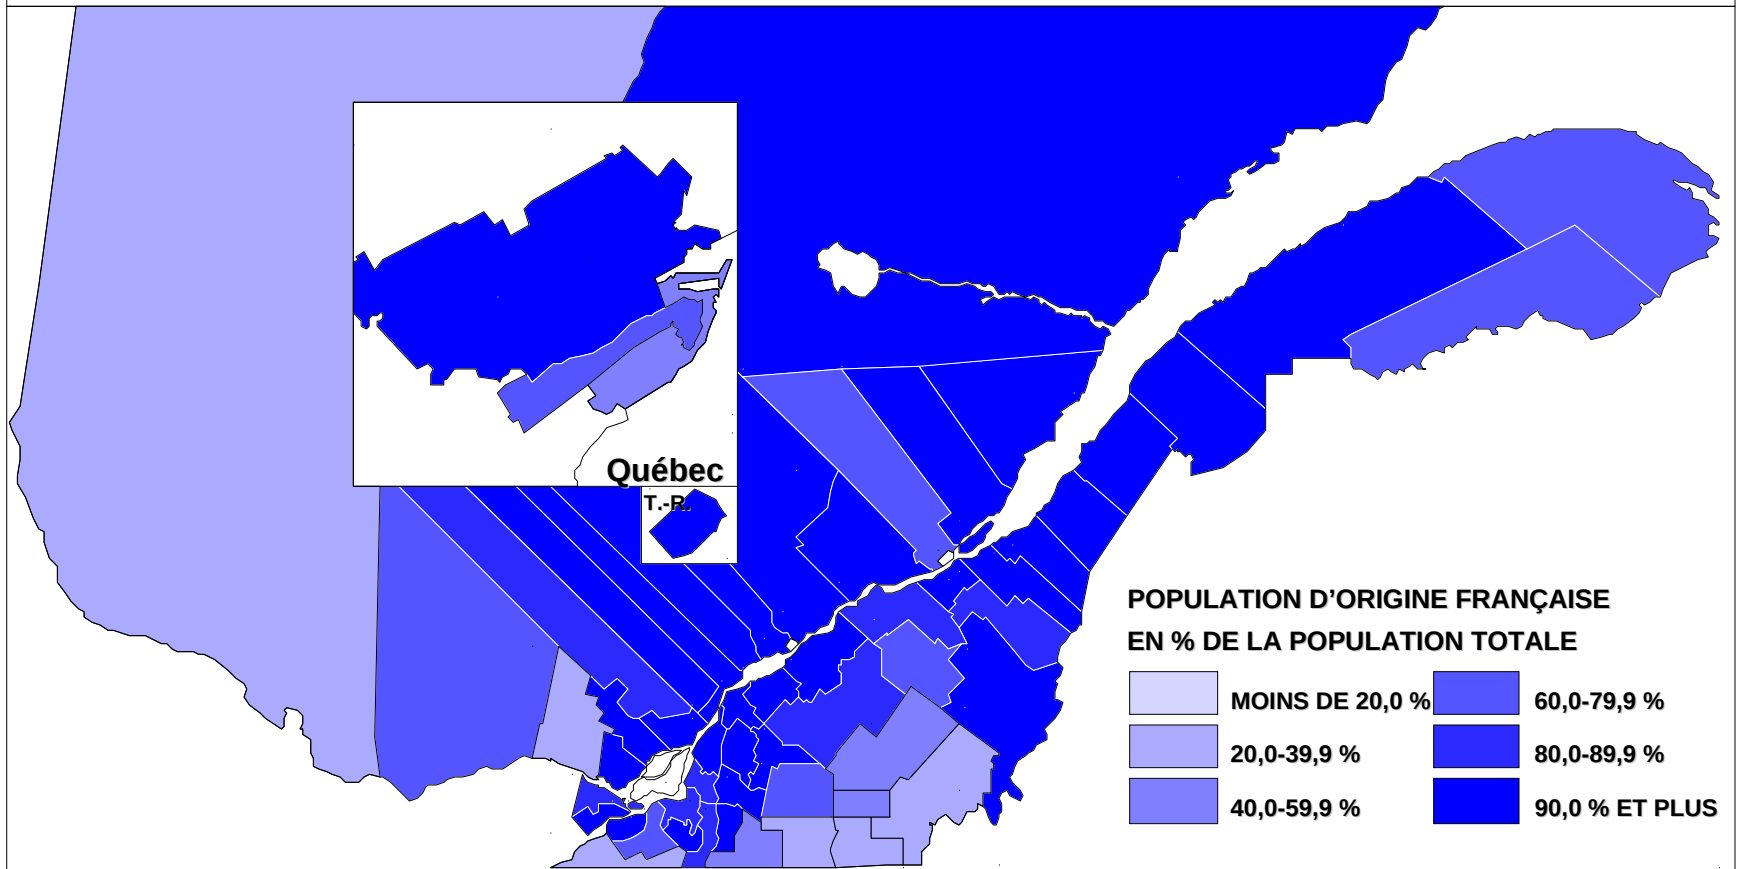 Québec
T.-R.
POPULATION D’ORIGINE FRANÇAISE
EN % DE LA POPULATION TOTALE
MOINS DE 20,0 %
60,0-79,9 %
20,0-39,9 %
80,0-89,9 %
40,0-59,9 %
90,0 % ET PLUS